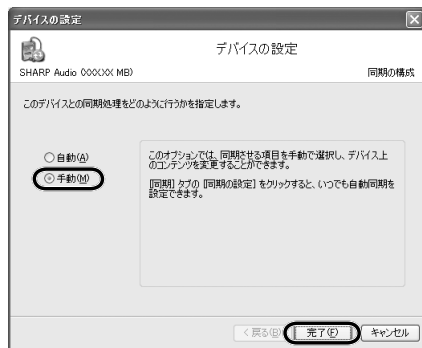 デバイスの設定
デバイスの設定
SHARP Audio (XXXXX MB)
同期の構成
このデバイスとの同期処理をどのように行うかを指定します。
自動(A)
手動(M)
このオプションでは、同期させる項目を手動で選択し、デバイス上
のコンテンツを変更することができます。
[同期] タブの [同期の設定] をクリックすると、いつでも自動同期を
設定できます。
< 戻る(B)
完了(F)
キャンセル